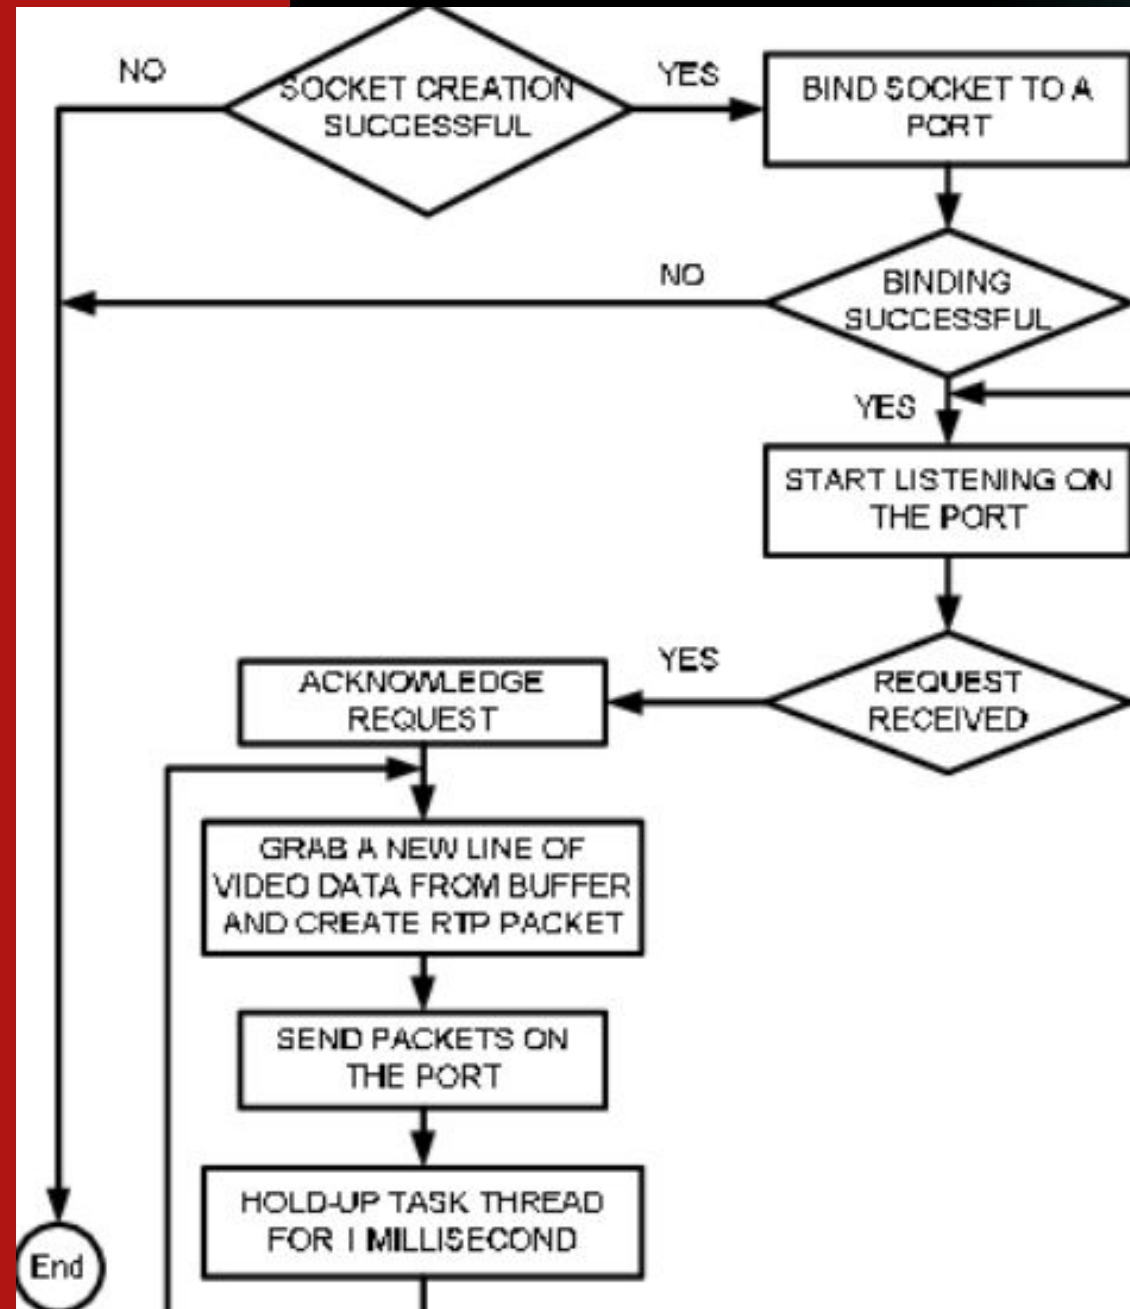 NO
SOCKET CREATION
SUCCESSFUL
YES
BIND SOCKET TO A
PORT
NO
BINDING
SUCCESSFUL
YES
START LISTENING ON
THE PORT
REQUEST
RECEIVED
YES
ACKNOWLEDGE
REQUEST
GRAB A NEW LINE OF
VIDEO DATA FROM BUFFER
AND CREATE RTP PACKET
SEND PACKETS ON
THE PORT
HOLD-UP TASK THREAD
FOR 1 MILLISECOND
End